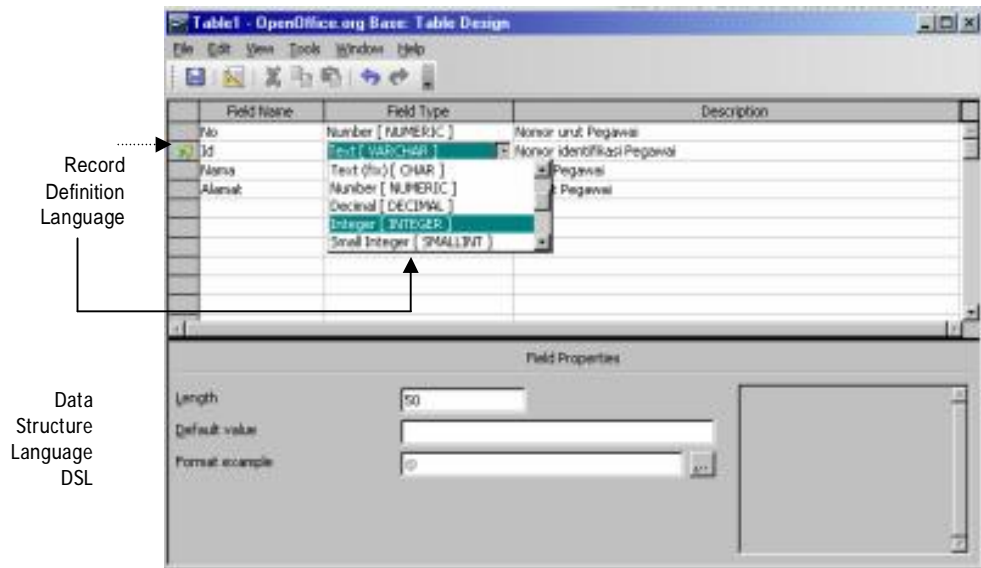 Table1 - OpenOffice.org Base: Table Design
File Edit View Tools Window Help
Field Name Field Type Description
No Number [ NUMERIC ] Nomor urut Pegawai
Id Text [ VARCHAR ] Nomor identifikasi Pegawai
Nama Text (fix) [ CHAR ] Pegawai
Alamat Number [ NUMERIC ] Pegawai
Decimal [ DECIMAL ]
Integer [ INTEGER ]
Small Integer [ SMALLINT ]
Record
Definition
Language
Field Properties
Data
Structure
Language
DSL
Length 50
Default value
Format example @
...